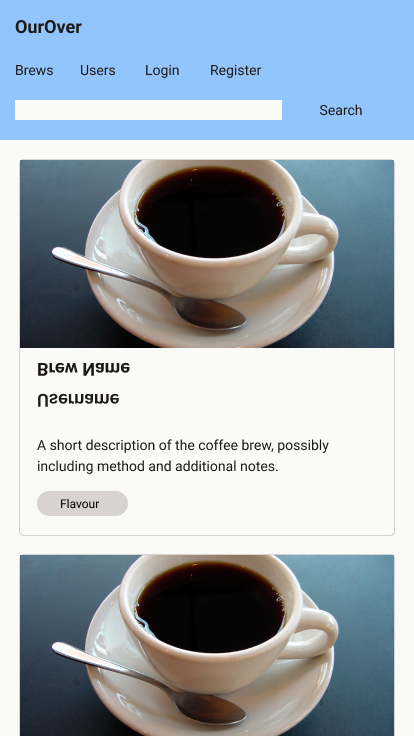 OurOver
Brews Users Login Register
Search
Brew Name
Username
A short description of the coffee brew, possibly
including method and additional notes.
Flavour